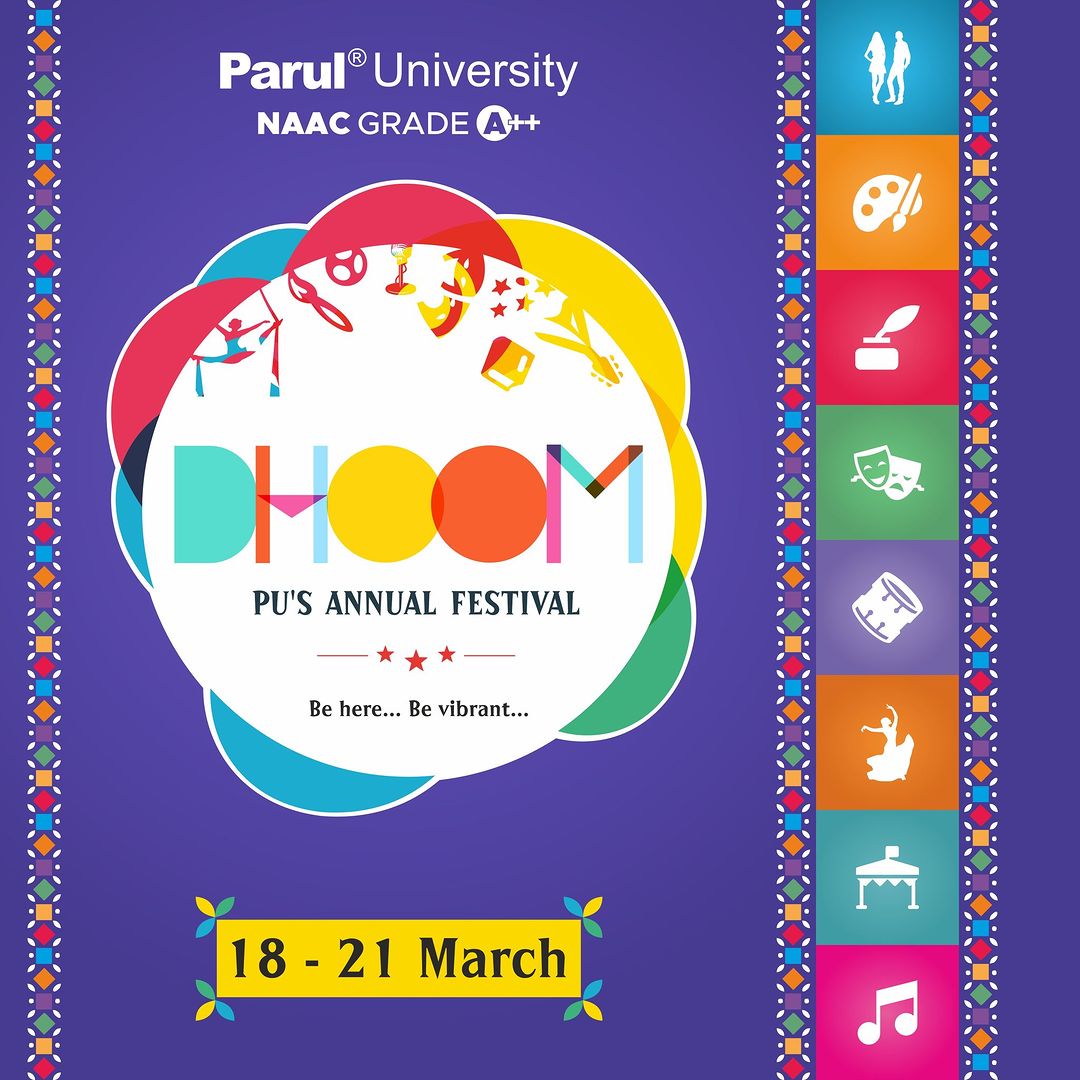 Parul® University
NAAC GRADE A++
DHOOM
PU'S ANNUAL FESTIVAL
Be here... Be vibrant...
18 - 21 March